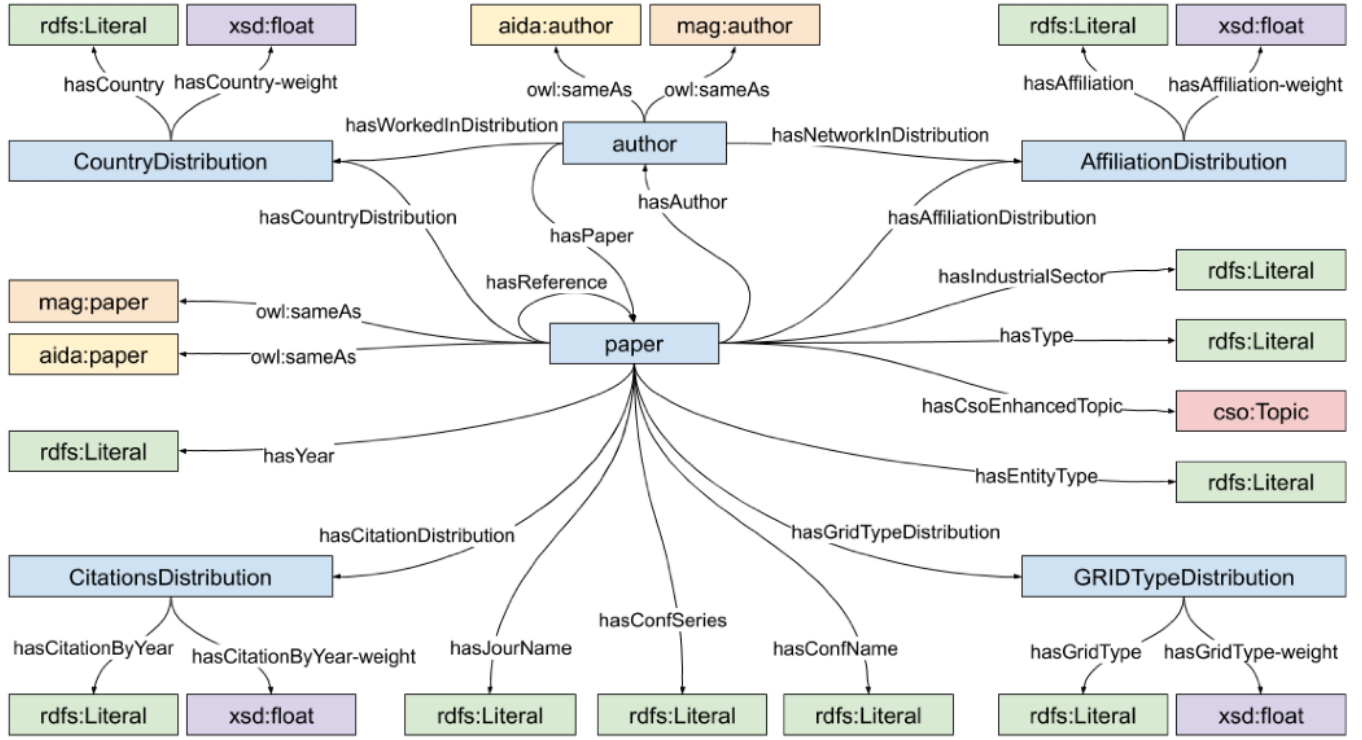 rdfs:Literal
xsd:float
aida:author
mag:author
rdfs:Literal
xsd:float
hasCountry
hasCountry-weight
owl:sameAs
owl:sameAs
hasAffiliation
hasAffiliation-weight
hasWorkedInDistribution
hasNetworkInDistribution
CountryDistribution
author
AffiliationDistribution
hasCountryDistribution
hasAuthor
hasAffiliationDistribution
hasPaper
hasReference
hasIndustrialSector
rdfs:Literal
mag:paper
owl:sameAs
hasType
rdfs:Literal
aida:paper
owl:sameAs
paper
hasCsoEnhancedTopic
cso:Topic
rdfs:Literal
hasYear
hasEntityType
rdfs:Literal
hasCitationDistribution
hasGridTypeDistribution
CitationsDistribution
GRIDTypeDistribution
hasConfSeries
hasCitationByYear
hasCitationByYear-weight
hasJourName
hasConfName
hasGridType
hasGridType-weight
rdfs:Literal
xsd:float
rdfs:Literal
rdfs:Literal
rdfs:Literal
rdfs:Literal
xsd:float